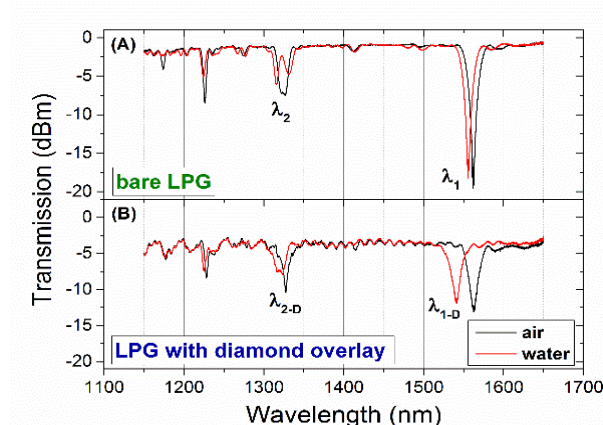 (A)
0
-5
-10
-15
-20
λ2
λ1
bare LPG
Transmission (dBm)
(B)
0
-5
-10
-15
-20
λ2-D
λ1-D
LPG with diamond overlay
air
water
1100 1200 1300 1400 1500 1600 1700
Wavelength (nm)